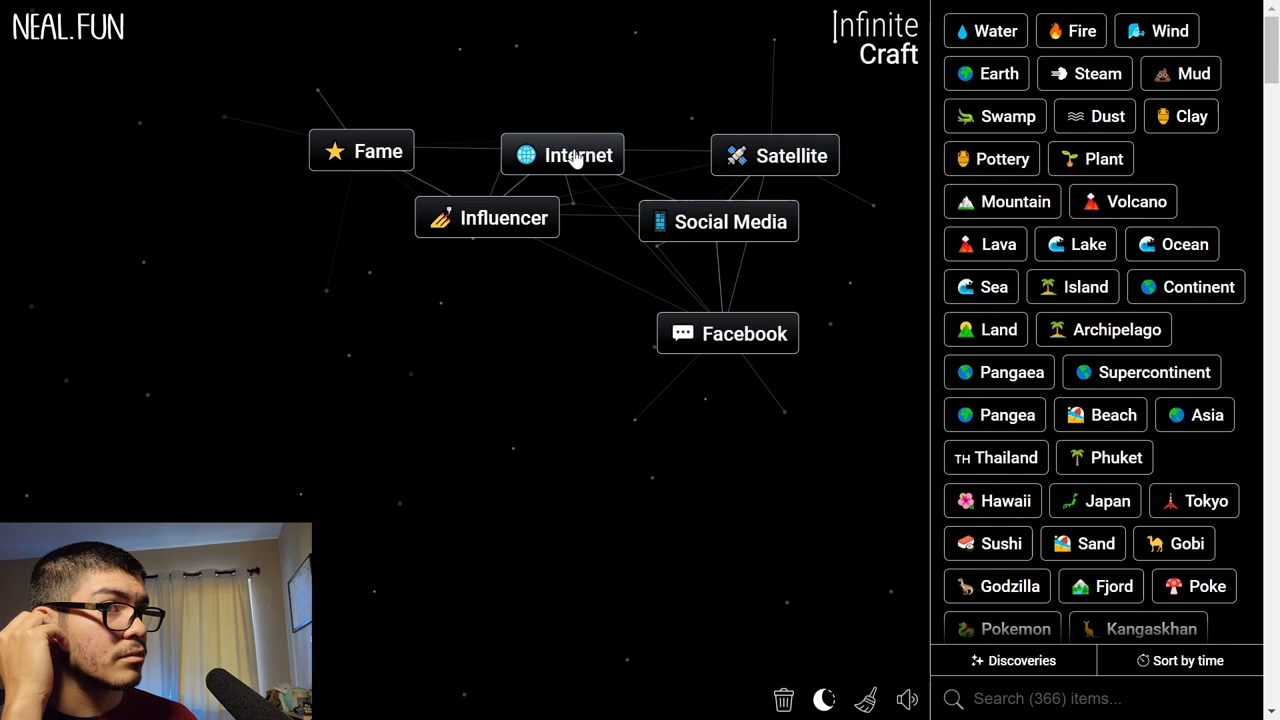 NEAL.FUN
Infinite
Craft
Fame
Internet
Satellite
Influencer
Social Media
Facebook
Water Fire Wind
Earth Steam Mud
Swamp Dust Clay
Pottery Plant
Mountain Volcano
Lava Lake Ocean
Sea Island Continent
Land Archipelago
Pangaea Supercontinent
Pangea Beach Asia
TH Thailand Phuket
Hawaii Japan Tokyo
Sushi Sand Gobi
Godzilla Fjord Poke
Pokemon Kangaskhan
Discoveries Sort by time
Search (366) items...